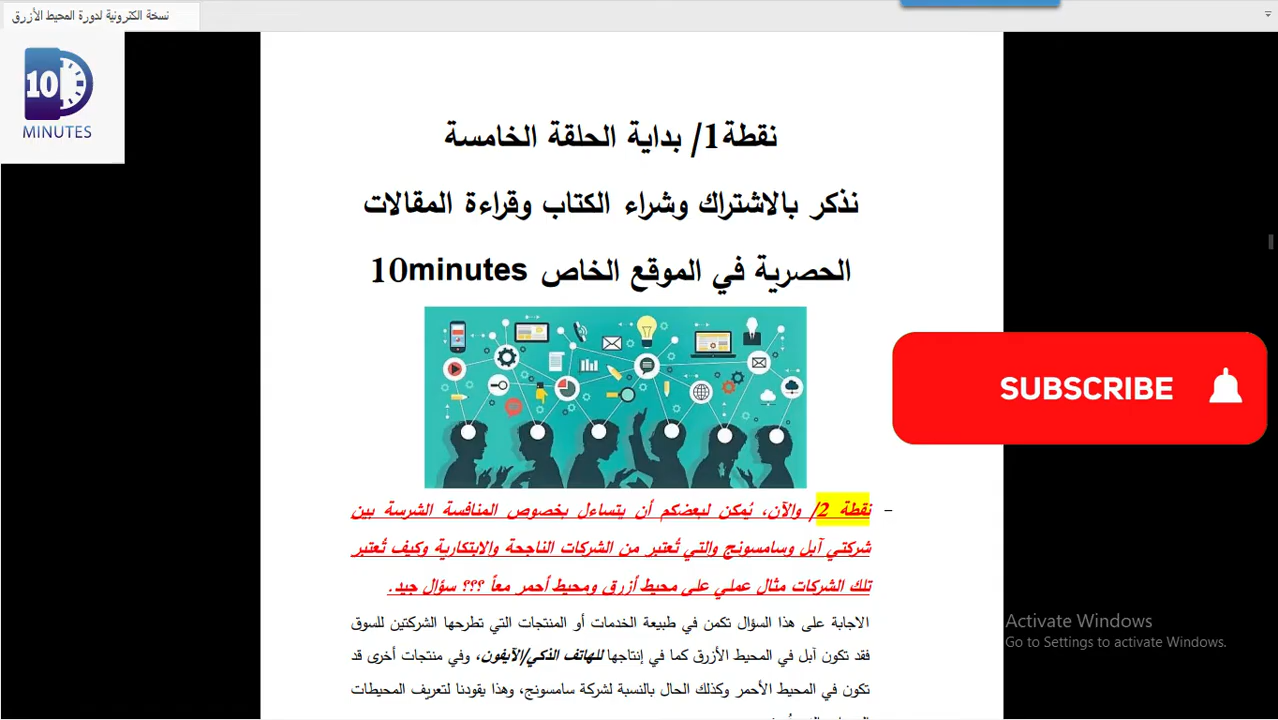 نسخة الكترونية لدورة المحيط الأزرق
10
MINUTES
نقطة1/ بداية الحلقة الخامسة
نذكر بالاشتراك وشراء الكتاب وقراءة المقالات
الحصرية في الموقع الخاص 10minutes
SUBSCRIBE
- نقطة 2/ والآن، يُمكن لبعضكم أن يتساءل بخصوص المنافسة الشرسة بين
شركتي آبل وسامسونج والتي تُعتبر من الشركات الناجحة والابتكارية وكيف تُعتبر
تلك الشركات مثال عملي على محيط أزرق ومحيط أحمر معاً ؟؟؟ سؤال جيد.
الاجابة على هذا السؤال تكمن في طبيعة الخدمات أو المنتجات التي تطرحها الشركتين للسوق
فقد تكون آبل في المحيط الأزرق كما في إنتاجها للهاتف الذكي/الآيفون، وفي منتجات أخرى قد
تكون في المحيط الأحمر وكذلك الحال بالنسبة لشركة سامسونج، وهذا يقودنا لتعريف المحيطات
Activate Windows
Go to Settings to activate Windows.